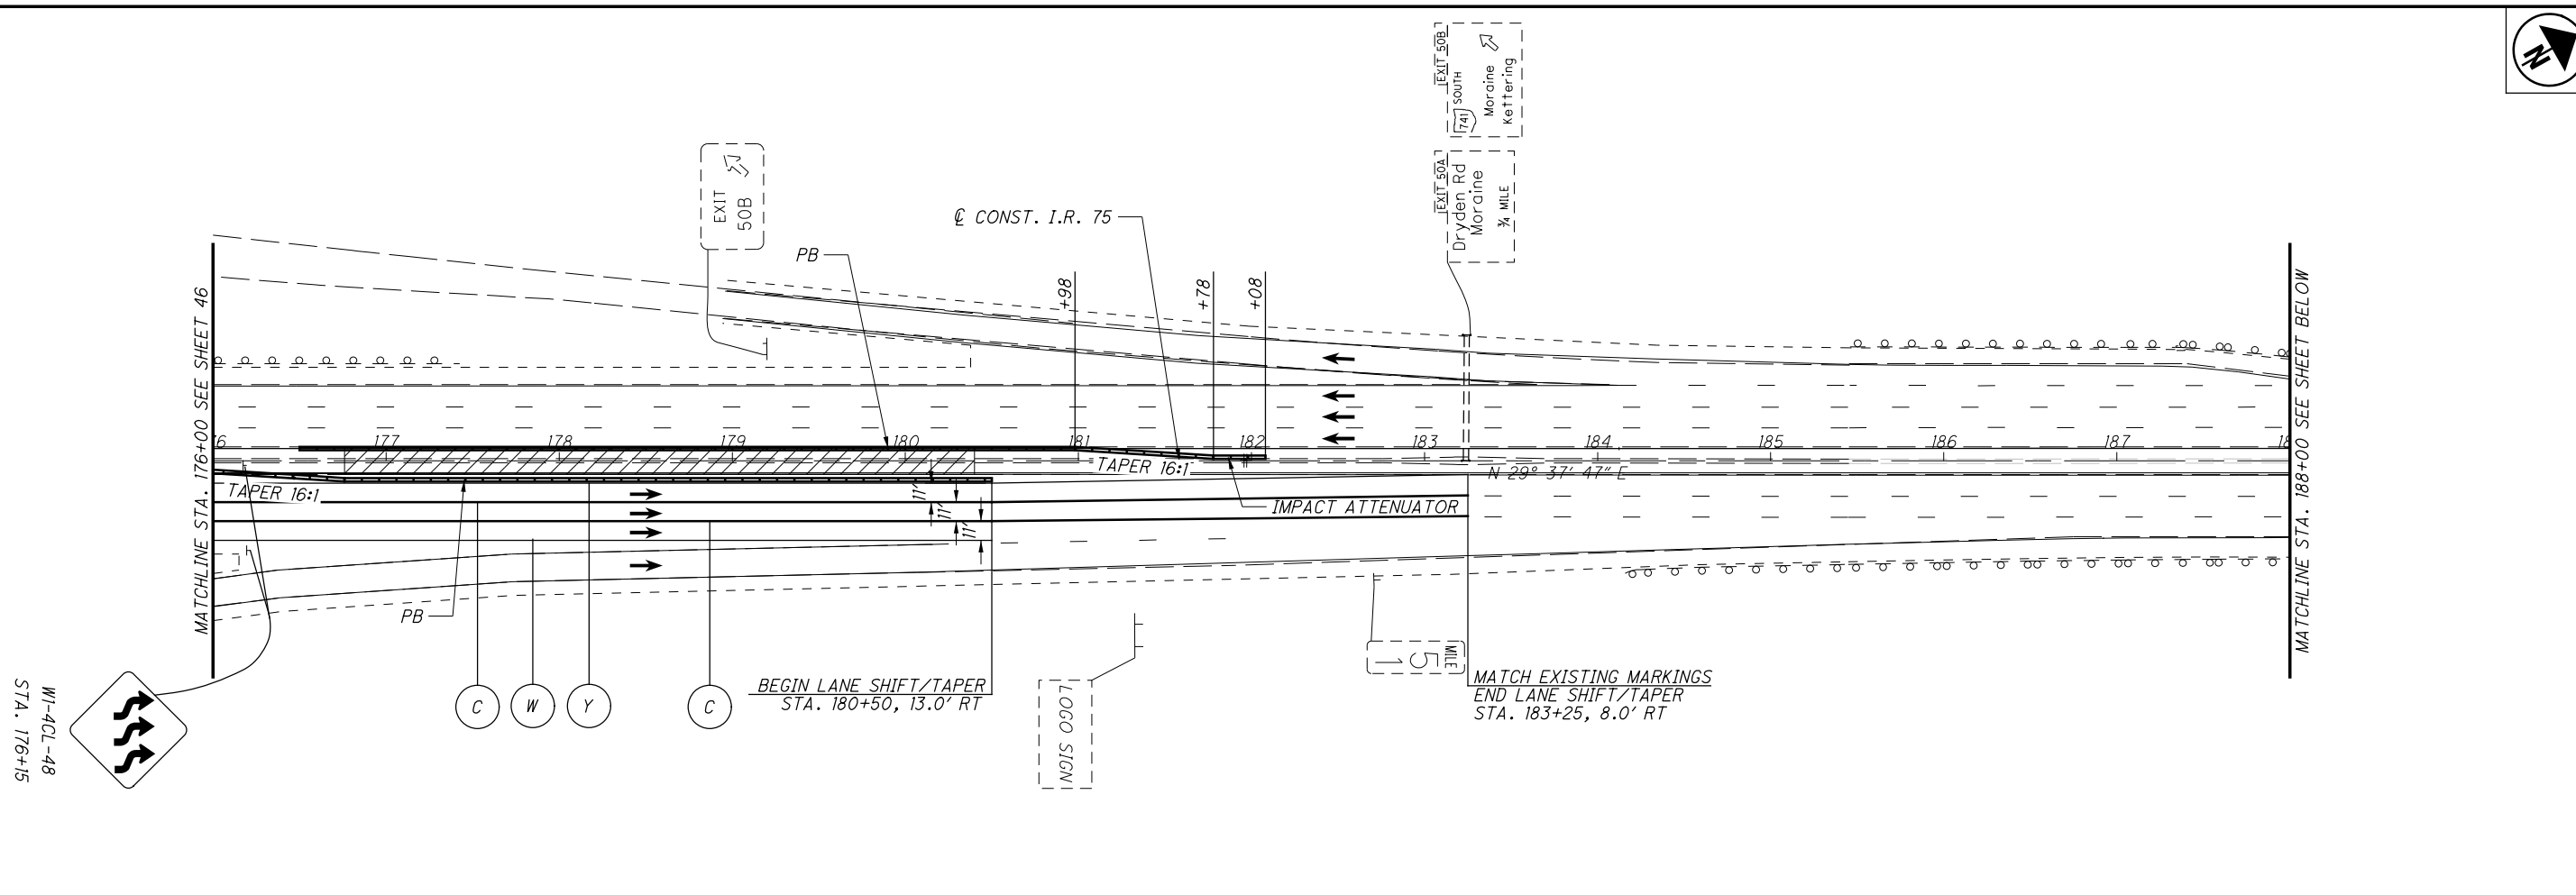 N
EXIT 50B
741 SOUTH
Moraine
Kettering
EXIT 50A
Dryden Rd
Moraine
¾ MILE
EXIT
50B
℄ CONST. I.R. 75
PB
+98
+78
+08
MATCHLINE STA. 176+00 SEE SHEET 46
MATCHLINE STA. 188+00 SEE SHEET BELOW
177
178
179
180
181
182
183
184
185
186
187
TAPER 16:1
N 29° 37' 47" E
TAPER 16:1
11'
11'
11'
IMPACT ATTENUATOR
PB
MILE
51
C
W
Y
C
BEGIN LANE SHIFT/TAPER
STA. 180+50, 13.0' RT
LOGO SIGN
MATCH EXISTING MARKINGS
END LANE SHIFT/TAPER
STA. 183+25, 8.0' RT
W1-4CL-48
STA. 176+15